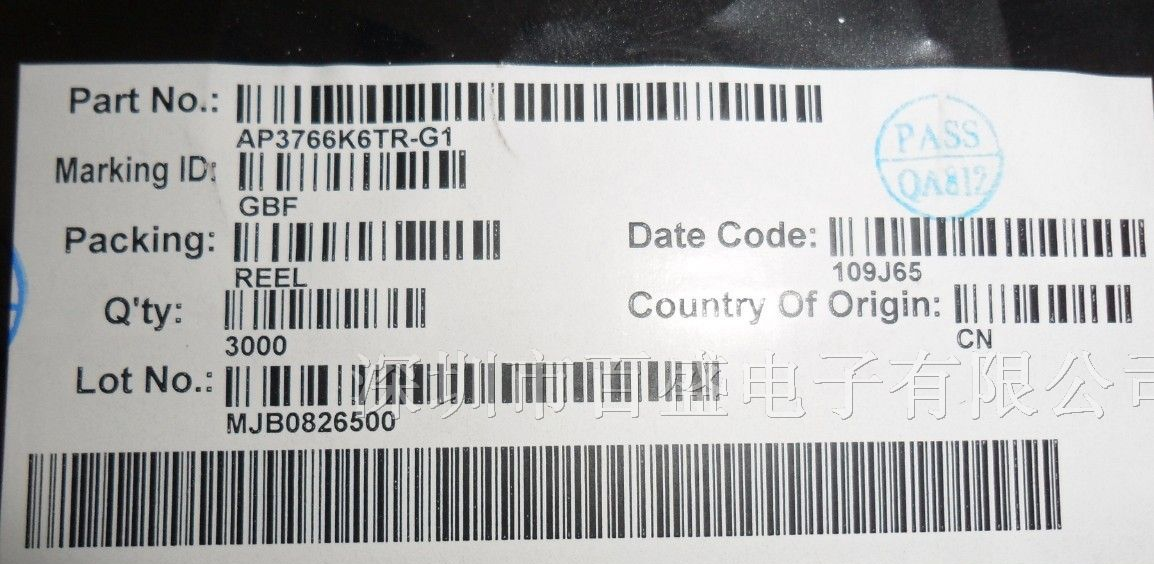 Part No.:
AP3766K6TR-G1
PASS
QA812
Marking ID:
GBF
Packing:
REEL
Date Code:
109J65
Q'ty:
3000
Country Of Origin:
CN
Lot No.:
MJB0826500
深圳市百盛电子有限公司